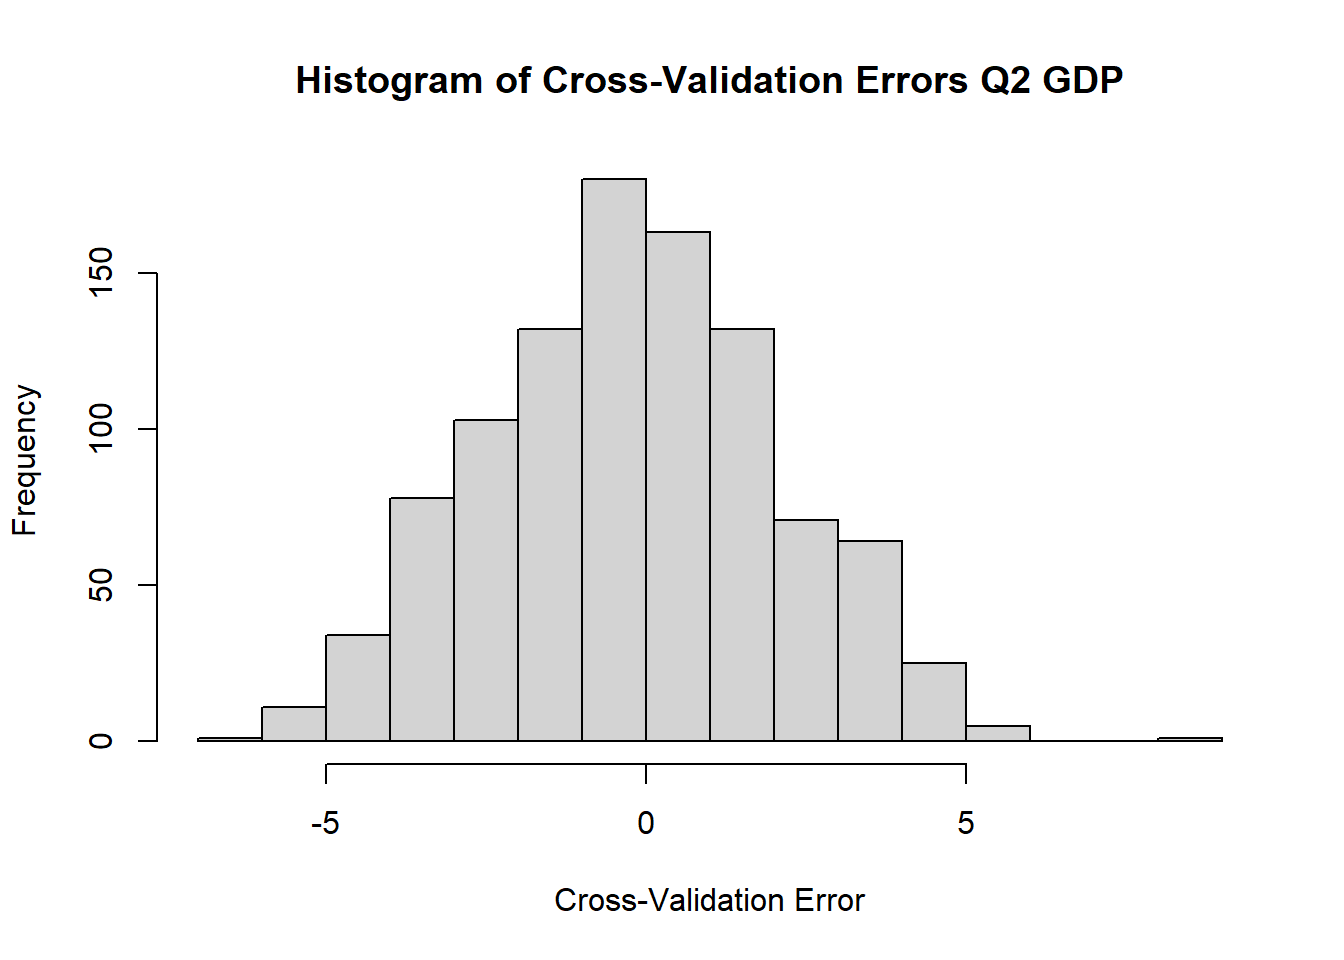 Histogram of Cross-Validation Errors Q2 GDP
Frequency
150
100
50
0
-5 0 5
Cross-Validation Error